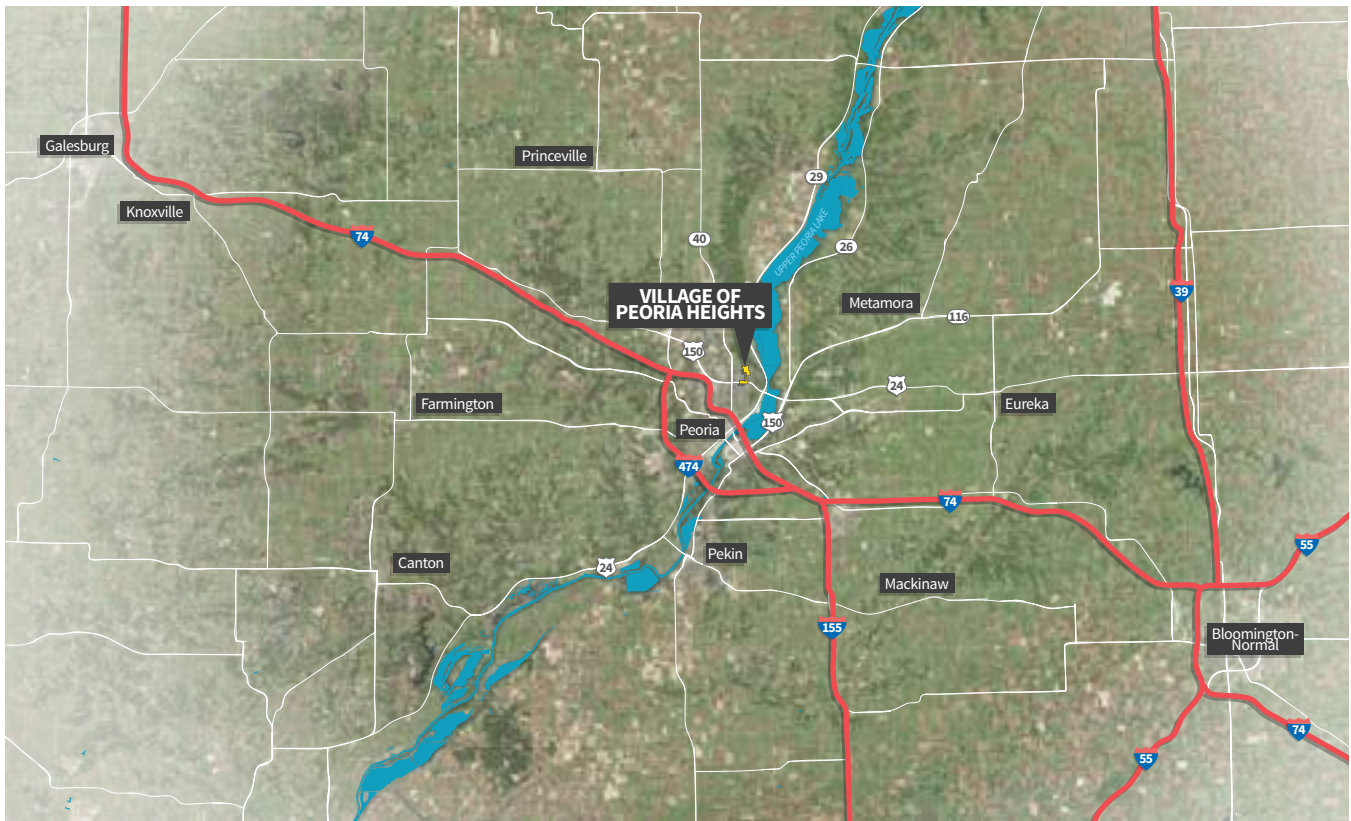 Galesburg
Princeville
29
Knoxville
74
40
26
UPPER PEORIA LAKE
VILLAGE OF
PEORIA HEIGHTS
Metamora
39
116
150
24
Farmington
Eureka
Peoria
150
474
74
55
Pekin
Canton
24
Mackinaw
155
Bloomington-
Normal
74
55